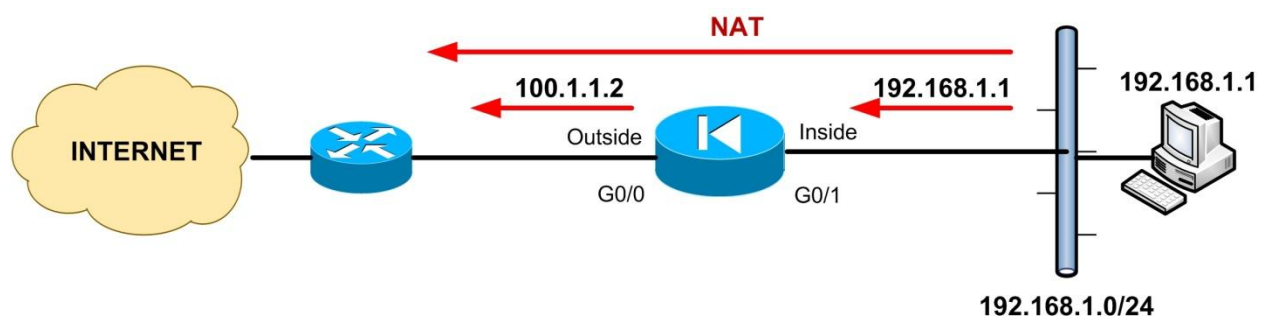 NAT
100.1.1.2
192.168.1.1
192.168.1.1
INTERNET
Outside
Inside
G0/0
G0/1
192.168.1.0/24